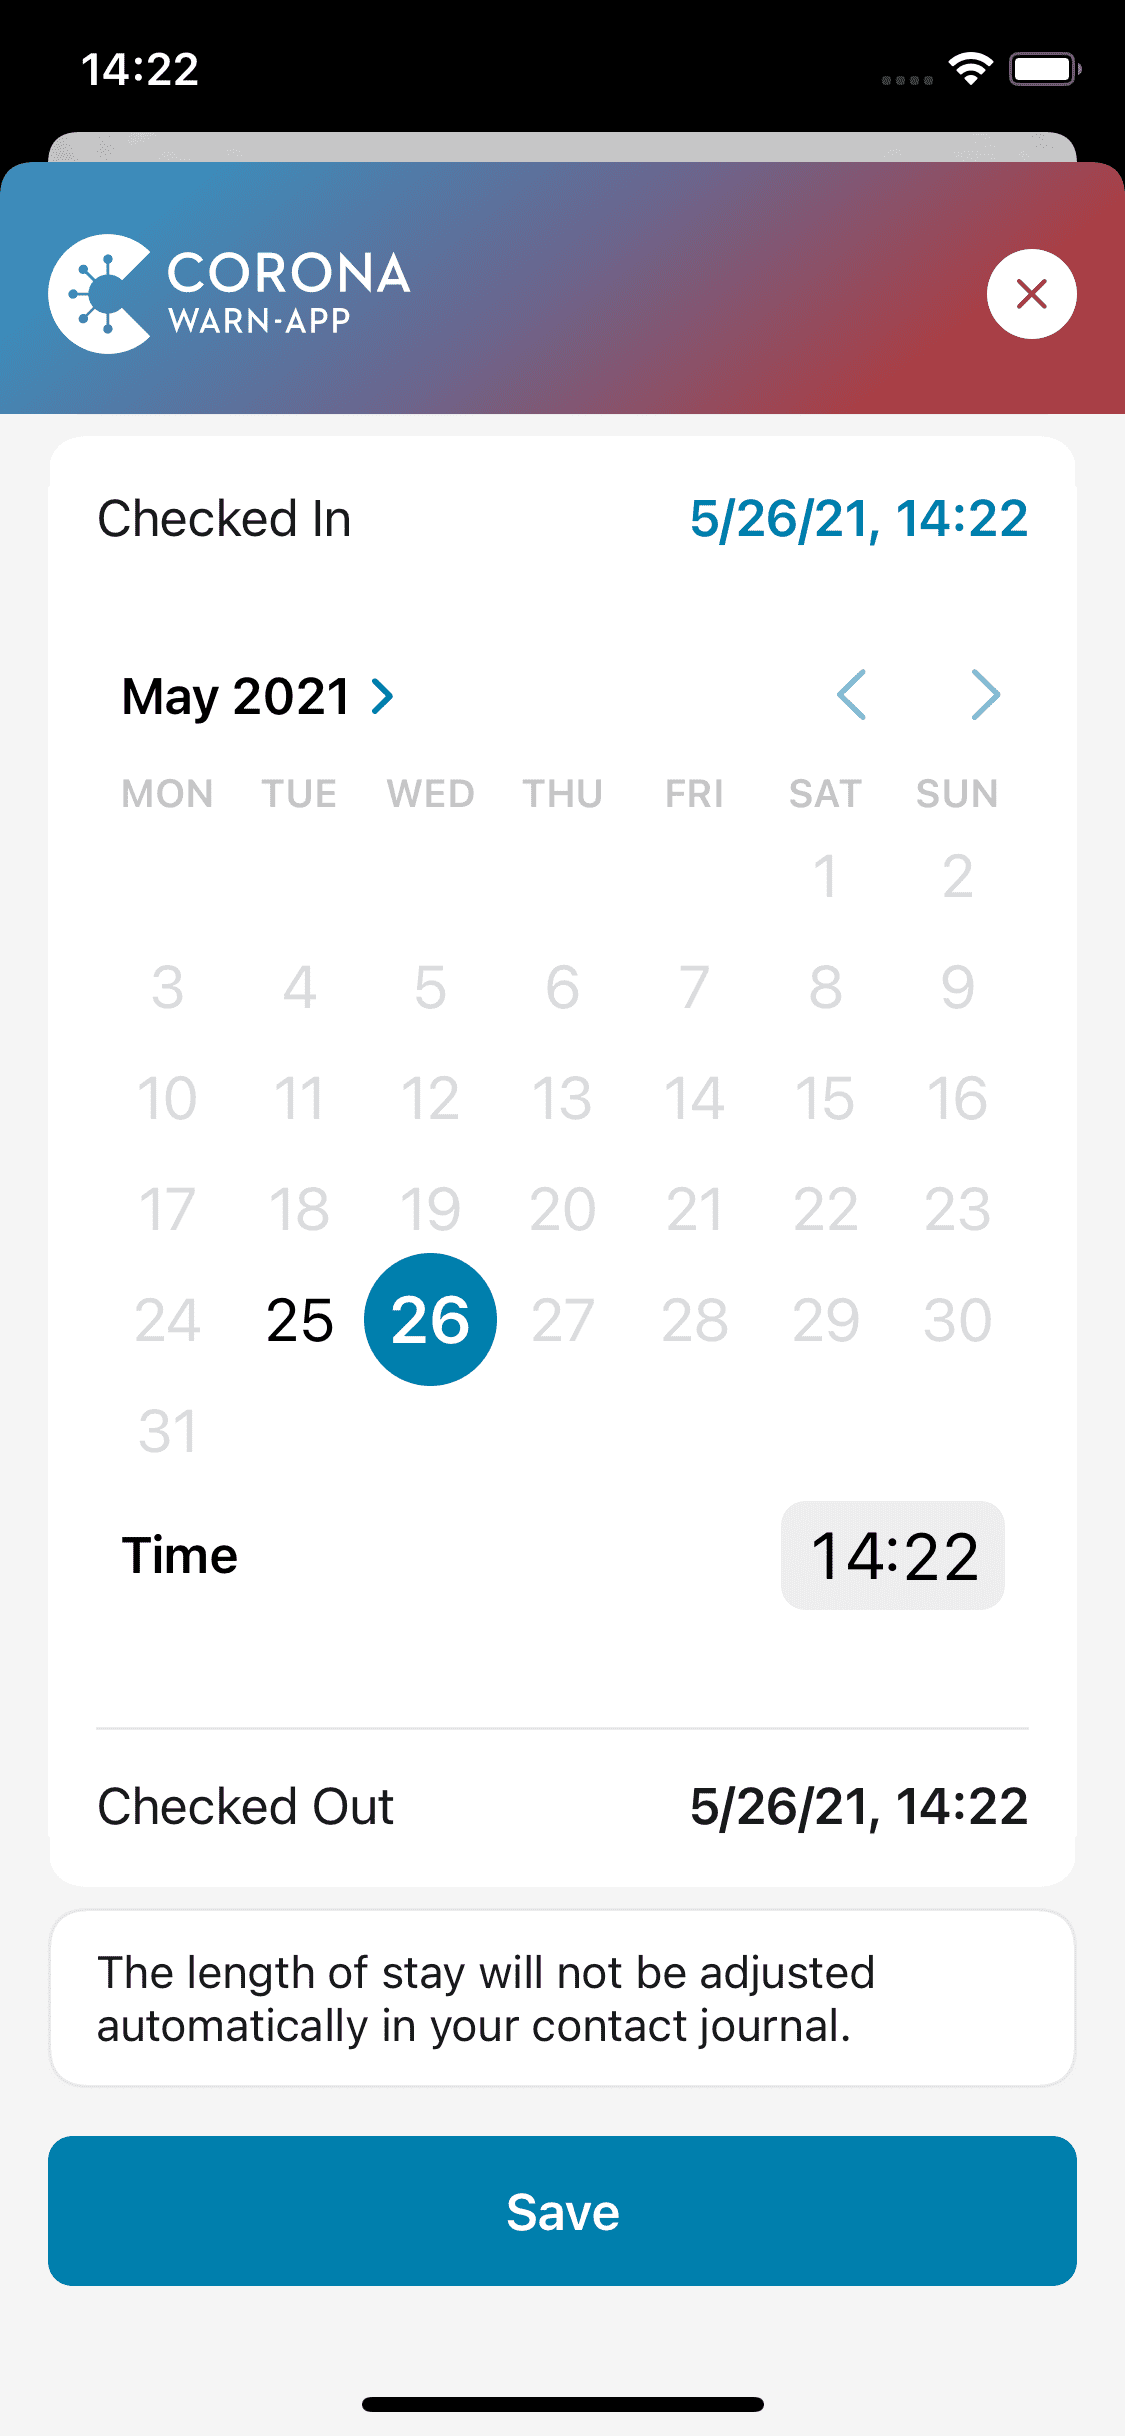 14:22
CORONA
WARN-APP
Checked In 5/26/21, 14:22
May 2021
MON TUE WED THU FRI SAT SUN
1 2
3 4 5 6 7 8 9
10 11 12 13 14 15 16
17 18 19 20 21 22 23
24 25 26 27 28 29 30
31
Time 14:22
Checked Out 5/26/21, 14:22
The length of stay will not be adjusted
automatically in your contact journal.
Save